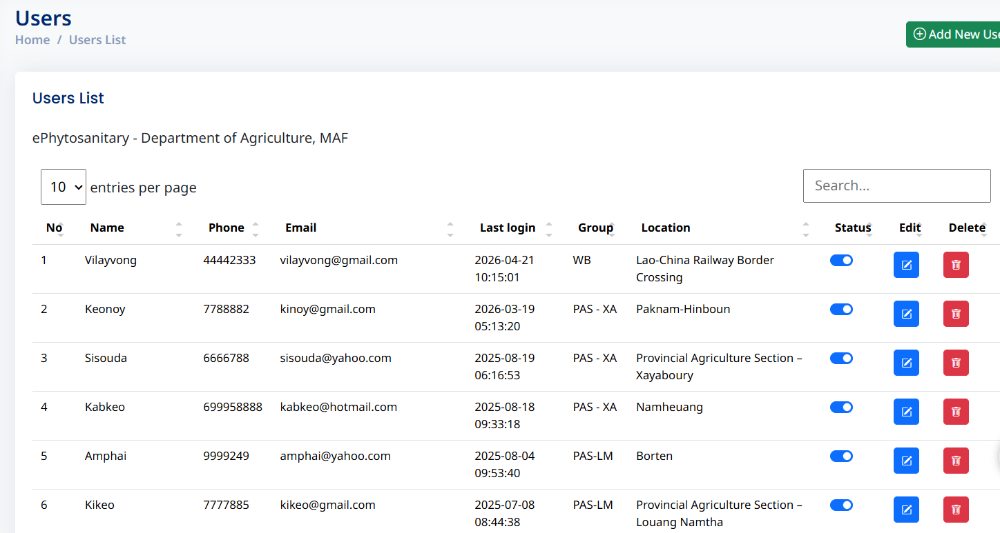 Users
Home / Users List
Add New Use
Users List
ePhytosanitary - Department of Agriculture, MAF
10 entries per page
Search...
No Name Phone Email Last login Group Location Status Edit Delete
1 Vilayvong 44442333 vilayvong@gmail.com 2026-04-21 WB Lao-China Railway Border
10:15:01 Crossing
2 Keonoy 7788882 kinoy@gmail.com 2026-03-19 PAS - XA Paknam-Hinboun
05:13:20
3 Sisouda 6666788 sisouda@yahoo.com 2025-08-19 PAS - XA Provincial Agriculture Section –
06:16:53 Xayaboury
4 Kabkeo 699958888 kabkeo@hotmail.com 2025-08-18 PAS - XA Namheuang
09:33:18
5 Amphai 9999249 amphai@yahoo.com 2025-08-04 PAS-LM Borten
09:53:40
6 Kikeo 7777885 kikeo@gmail.com 2025-07-08 PAS-LM Provincial Agriculture Section –
08:44:38 Louang Namtha